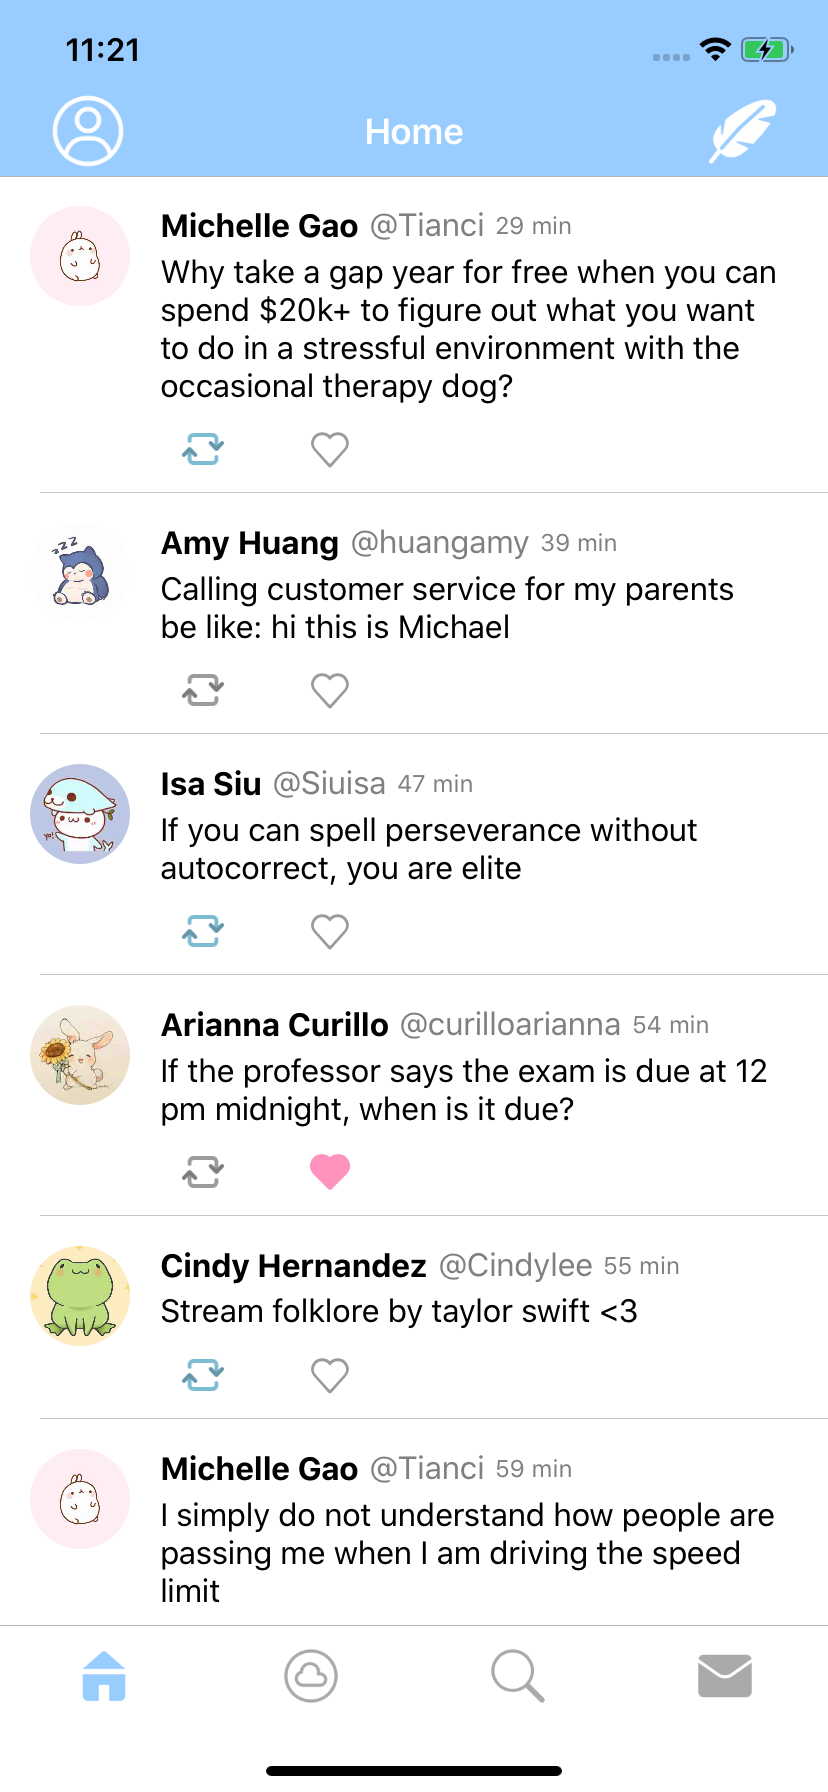 11:21
Home
Michelle Gao @Tianci 29 min
Why take a gap year for free when you can
spend $20k+ to figure out what you want
to do in a stressful environment with the
occasional therapy dog?
zzz
Amy Huang @huangamy 39 min
Calling customer service for my parents
be like: hi this is Michael
Isa Siu @Siuisa 47 min
If you can spell perseverance without
autocorrect, you are elite
yo!
Arianna Curillo @curilloarianna 54 min
If the professor says the exam is due at 12
pm midnight, when is it due?
Cindy Hernandez @Cindylee 55 min
Stream folklore by taylor swift <3
Michelle Gao @Tianci 59 min
I simply do not understand how people are
passing me when I am driving the speed
limit